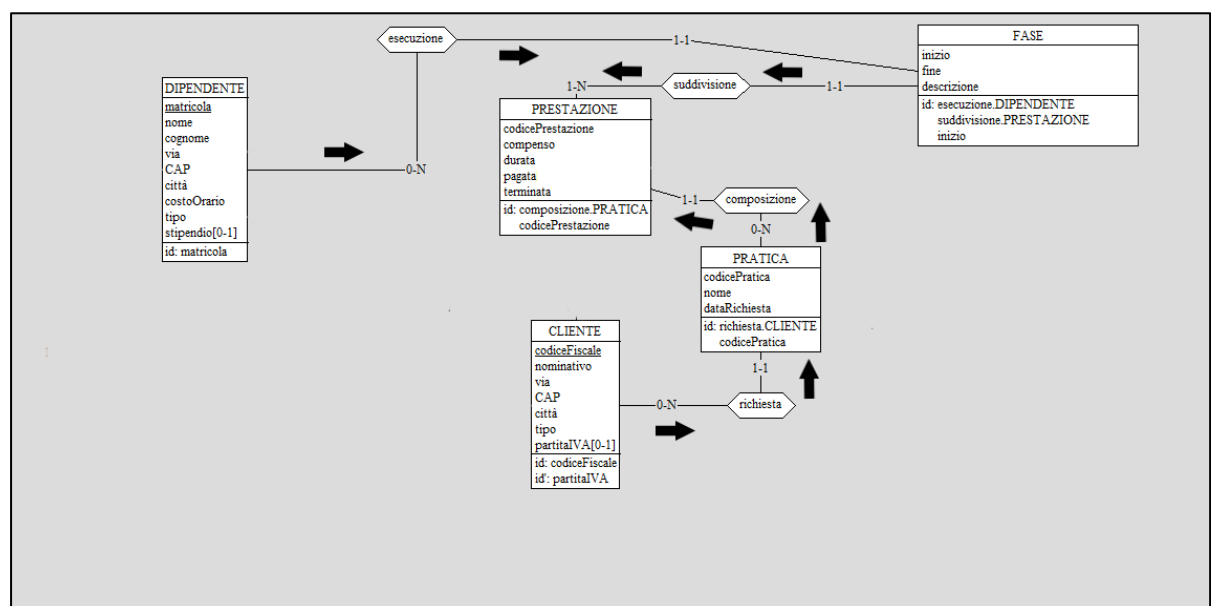 esecuzione
1-1
FASE
inizio
fine
descrizione
id: esecuzione.DIPENDENTE
suddivisione.PRESTAZIONE
inizio
1-N
suddivisione
1-1
DIPENDENTE
matricola
nome
cognome
via
CAP
città
costoOrario
tipo
stipendio[0-1]
id: matricola
0-N
PRESTAZIONE
codicePrestazione
compenso
durata
pagata
terminata
id: composizione.PRATICA
codicePrestazione
1-1
composizione
0-N
PRATICA
codicePratica
nome
dataRichiesta
id: richiesta.CLIENTE
codicePratica
1-1
CLIENTE
codiceFiscale
nominativo
via
CAP
città
tipo
partitaIVA[0-1]
id: codiceFiscale
id': partitaIVA
0-N
richiesta